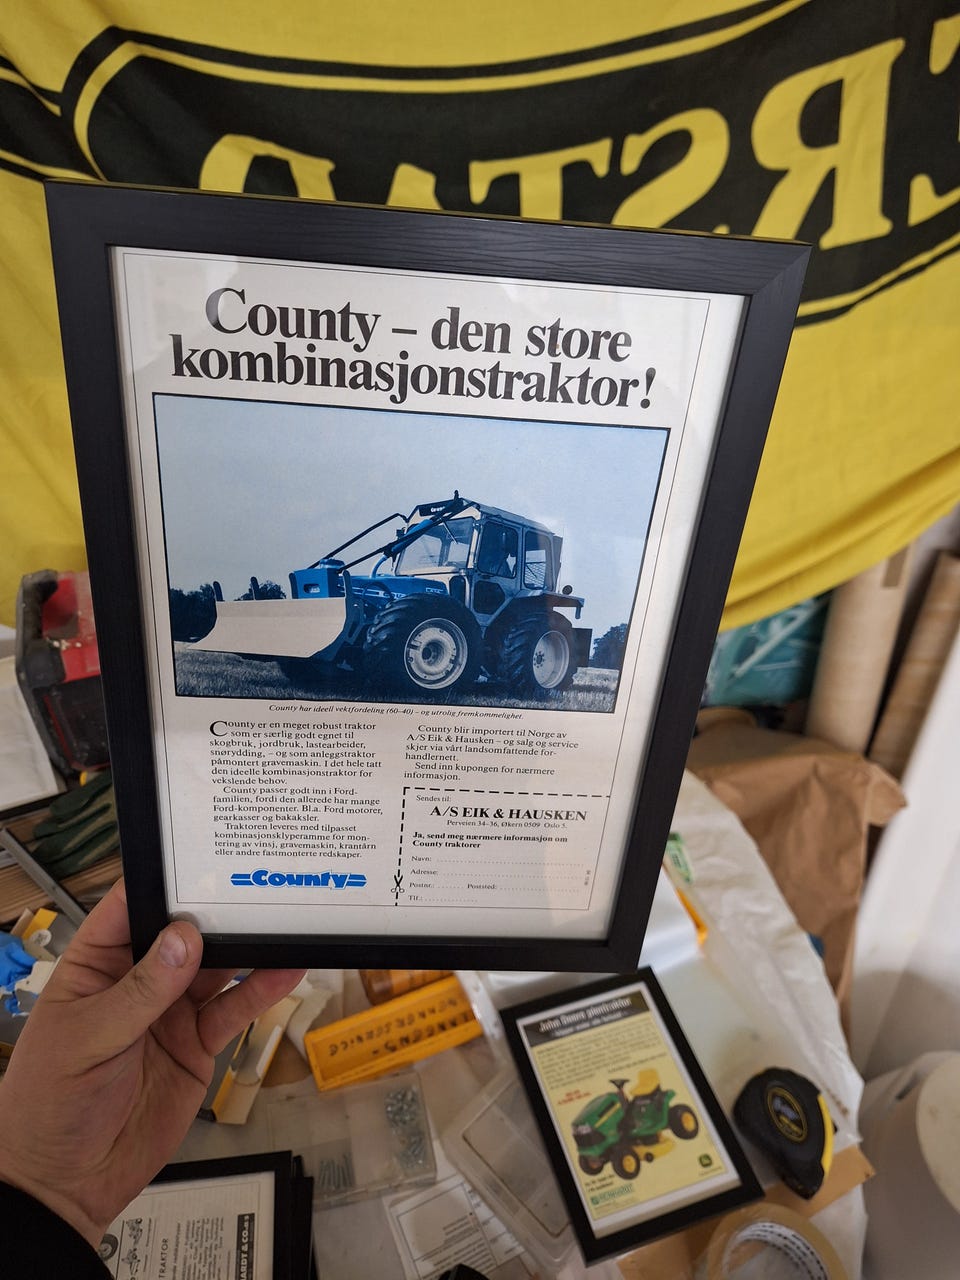 ERSTAD
County – den store
kombinasjonstraktor!
County
County har ideell vektfordeling (60-40) – og utrolig fremkommelighet.
County er en meget robust traktor
som er særlig godt egnet til
skogbruk, jordbruk, lastearbeider,
snørydding, – og som anleggstraktor
påmontert gravemaskin. I det hele tatt
den ideelle kombinasjonstraktor for
vekslende behov.
County passer godt inn i Ford-
familien, fordi den allerede har mange
Ford-komponenter. Bl.a. Ford motorer,
gearkasser og bakaksler.
Traktoren leveres med tilpasset
kombinasjonsklyperamme for mon-
tering av vinsj, gravemaskin, krantårn
eller andre fastmonterte redskaper.
County
County blir importert til Norge av
A/S Eik & Hausken – og salg og service
skjer via vårt landsomfattende for-
handlernett.
Send inn kupongen for nærmere
informasjon.
Sendes til:
A/S EIK & HAUSKEN
Perveien 34-36, Økern 0509 Oslo 5.
Ja, send meg nærmere informasjon om
County traktorer
Navn:
Adresse:
Postnr.: Poststed:
Tlf.:
John Deere plentraktor
TRAKTOR
ARDT & CO. A/S